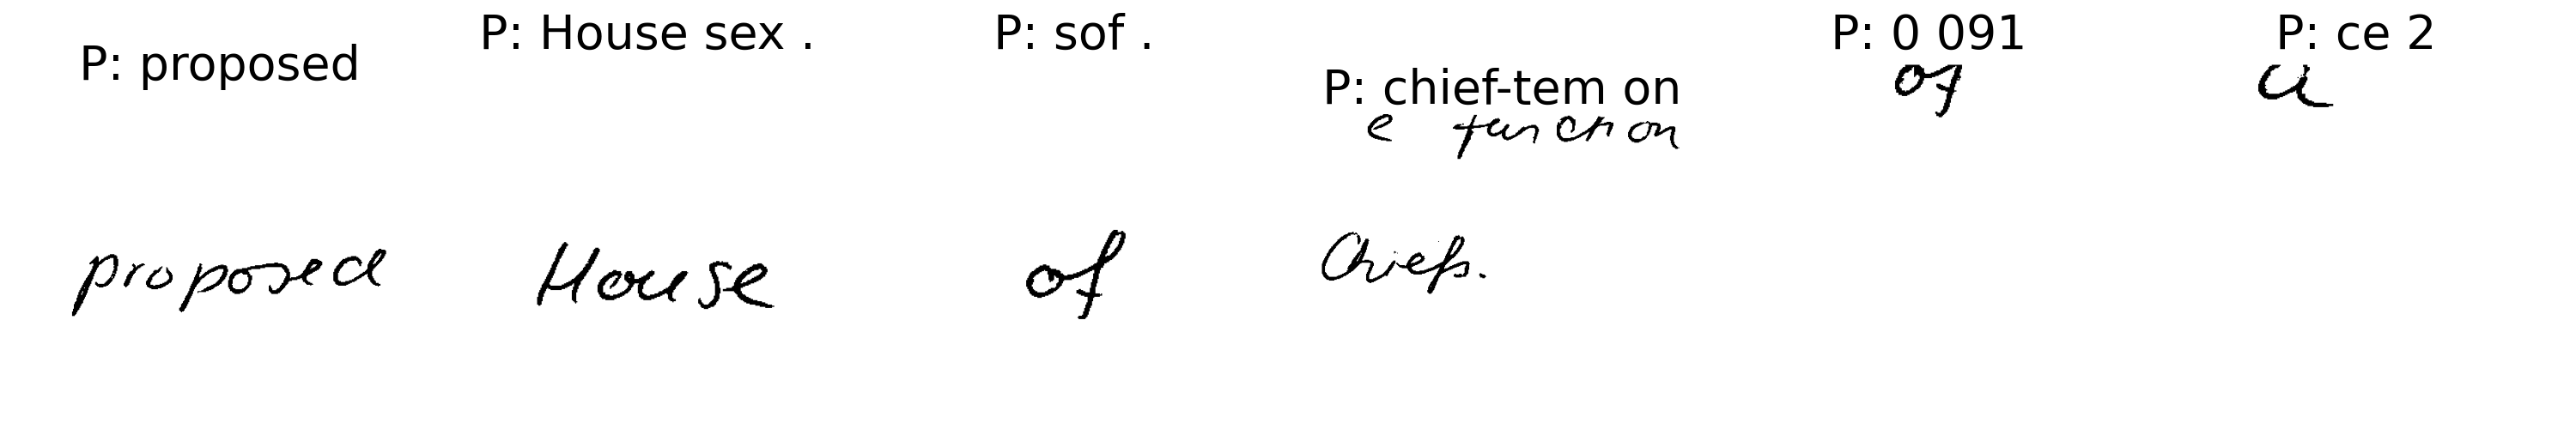 P: proposed P: House sex . P: sof . P: chief-tem on P: 0 091 P: ce 2
e function of a
proposed House of Chiefs.